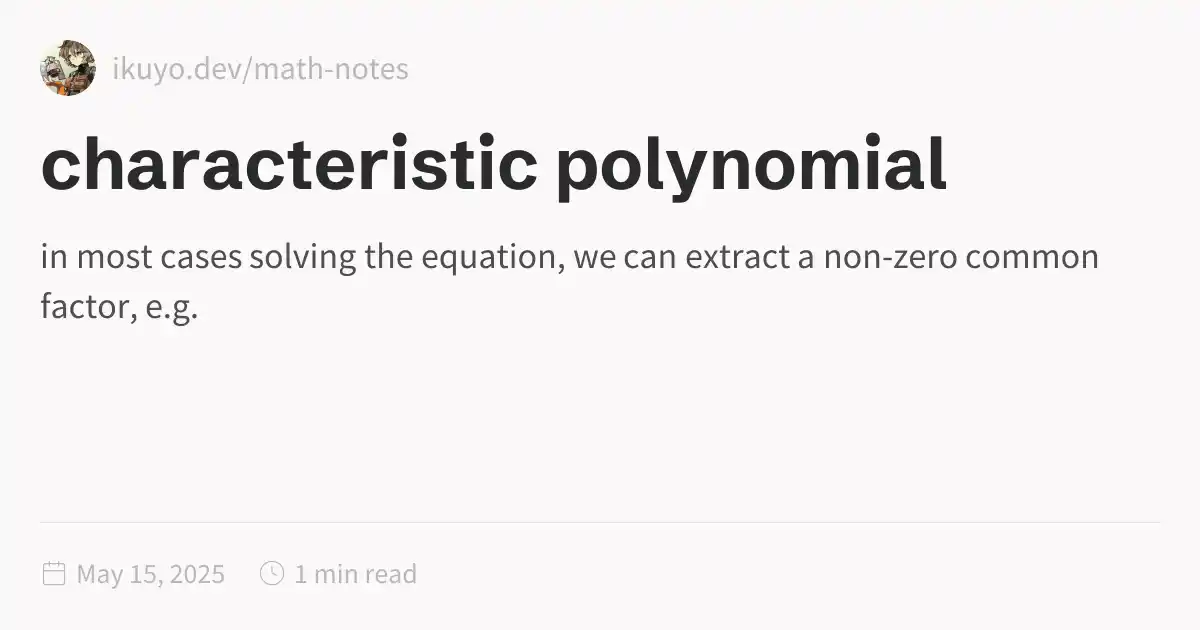 ikuyo.dev/math-notes
characteristic polynomial
in most cases solving the equation, we can extract a non-zero common
factor, e.g.
May 15, 2025 1 min read